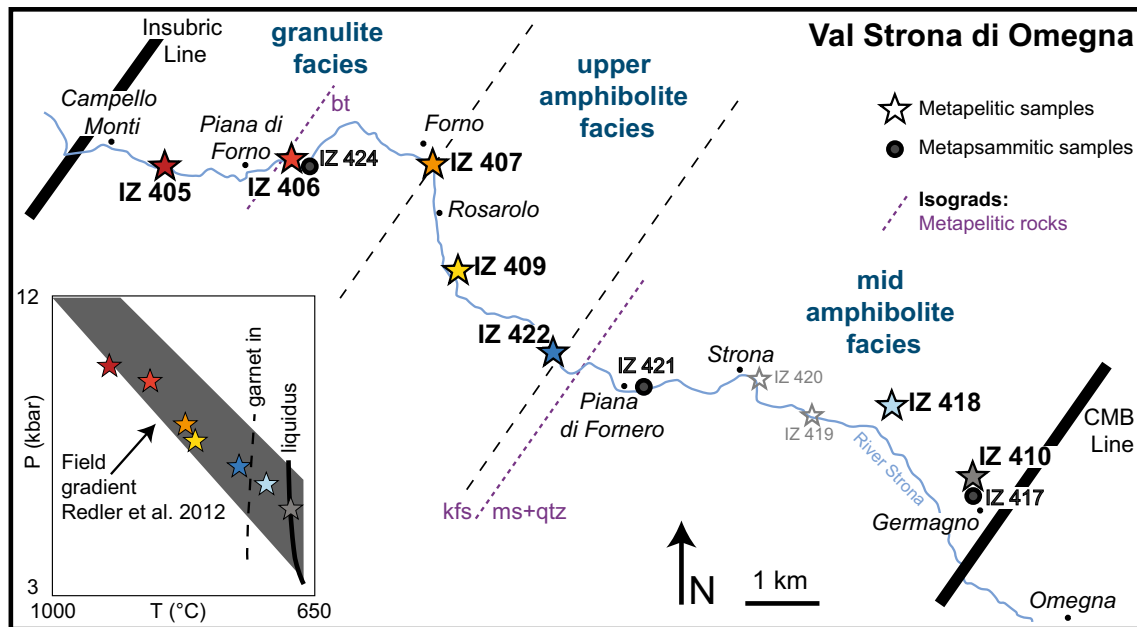 Val Strona di Omegna
Insubric
Line
granulite
facies
upper
amphibolite
facies
Metapelitic samples
Metapsammitic samples
Isograds:
Metapelitic rocks
bt
Campello
Monti
Piana di
Forno
Forno
IZ 424
IZ 405
IZ 406
IZ 407
Rosarolo
IZ 409
mid
amphibolite
facies
IZ 422
IZ 421
Strona
IZ 420
IZ 418
IZ 419
Piana
di Fornero
River Strona
CMB
Line
IZ 410
IZ 417
Germagno
kfs
ms+qtz
N
1 km
Omegna
12
P (kbar)
3
1000
T (°C)
650
garnet in
liquidus
Field
gradient
Redler et al. 2012